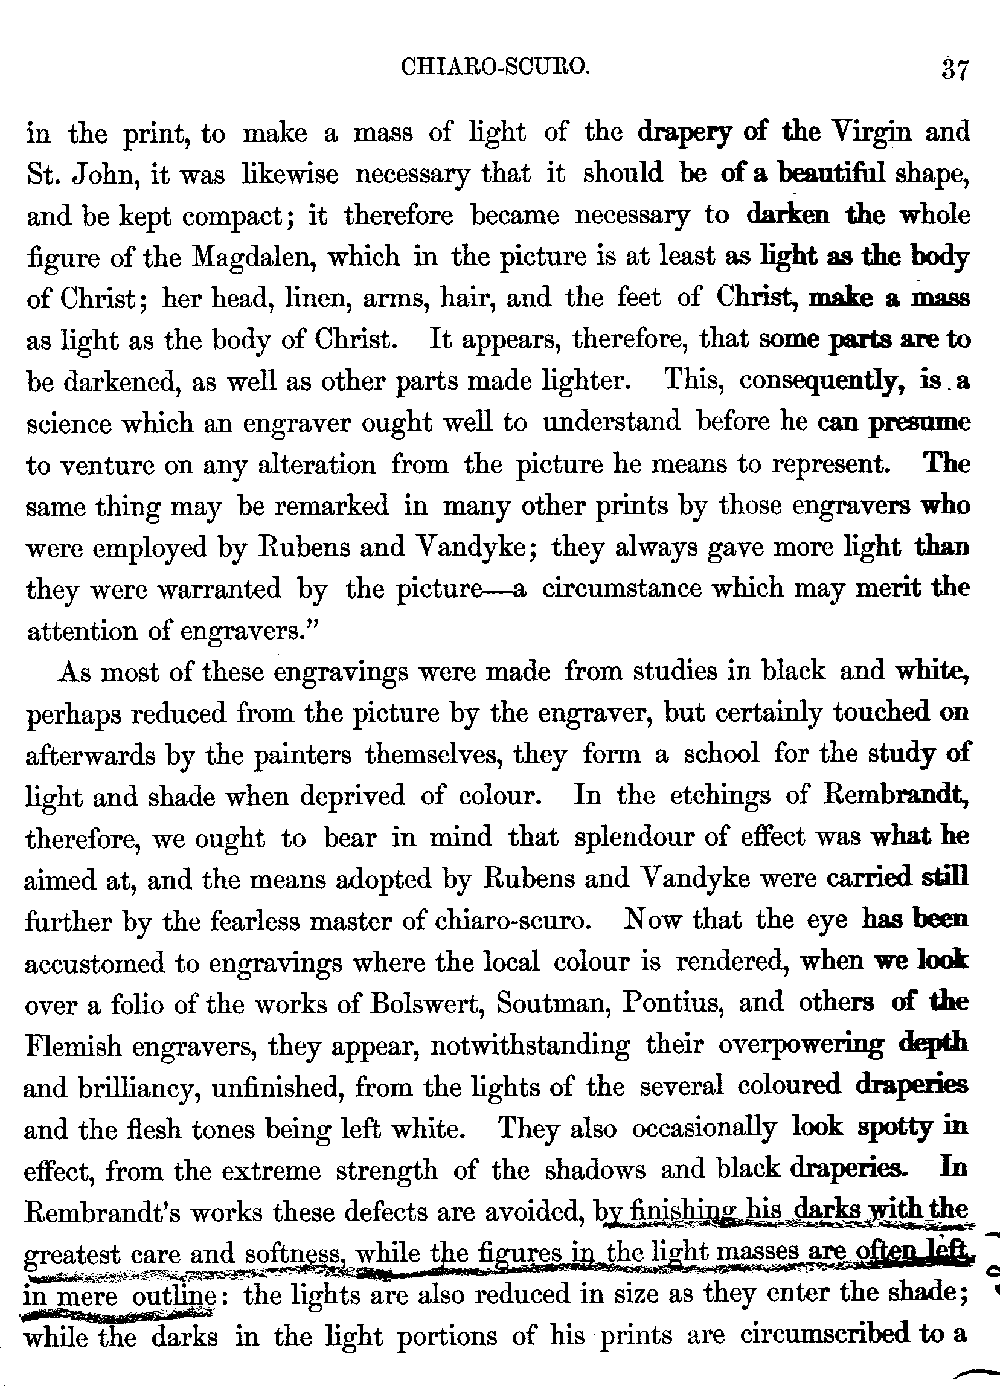 CHIARO-SCURO. 37
in the print, to make a mass of light of the drapery of the Virgin and
St. John, it was likewise necessary that it should be of a beautiful shape,
and be kept compact; it therefore became necessary to darken the whole
figure of the Magdalen, which in the picture is at least as light as the body
of Christ; her head, linen, arms, hair, and the feet of Christ, make a mass
as light as the body of Christ. It appears, therefore, that some parts are to
be darkened, as well as other parts made lighter. This, consequently, is a
science which an engraver ought well to understand before he can presume
to venture on any alteration from the picture he means to represent. The
same thing may be remarked in many other prints by those engravers who
were employed by Rubens and Vandyke; they always gave more light than
they were warranted by the picture—a circumstance which may merit the
attention of engravers.”
As most of these engravings were made from studies in black and white,
perhaps reduced from the picture by the engraver, but certainly touched on
afterwards by the painters themselves, they form a school for the study of
light and shade when deprived of colour. In the etchings of Rembrandt,
therefore, we ought to bear in mind that splendour of effect was what he
aimed at, and the means adopted by Rubens and Vandyke were carried still
further by the fearless master of chiaro-scuro. Now that the eye has been
accustomed to engravings where the local colour is rendered, when we look
over a folio of the works of Bolswert, Soutman, Pontius, and others of the
Flemish engravers, they appear, notwithstanding their overpowering depth
and brilliancy, unfinished, from the lights of the several coloured draperies
and the flesh tones being left white. They also occasionally look spotty in
effect, from the extreme strength of the shadows and black draperies. In
Rembrandt’s works these defects are avoided, by finishing his darks with the
greatest care and softness, while the figures in the light masses are often left,
in mere outline: the lights are also reduced in size as they enter the shade;
while the darks in the light portions of his prints are circumscribed to a